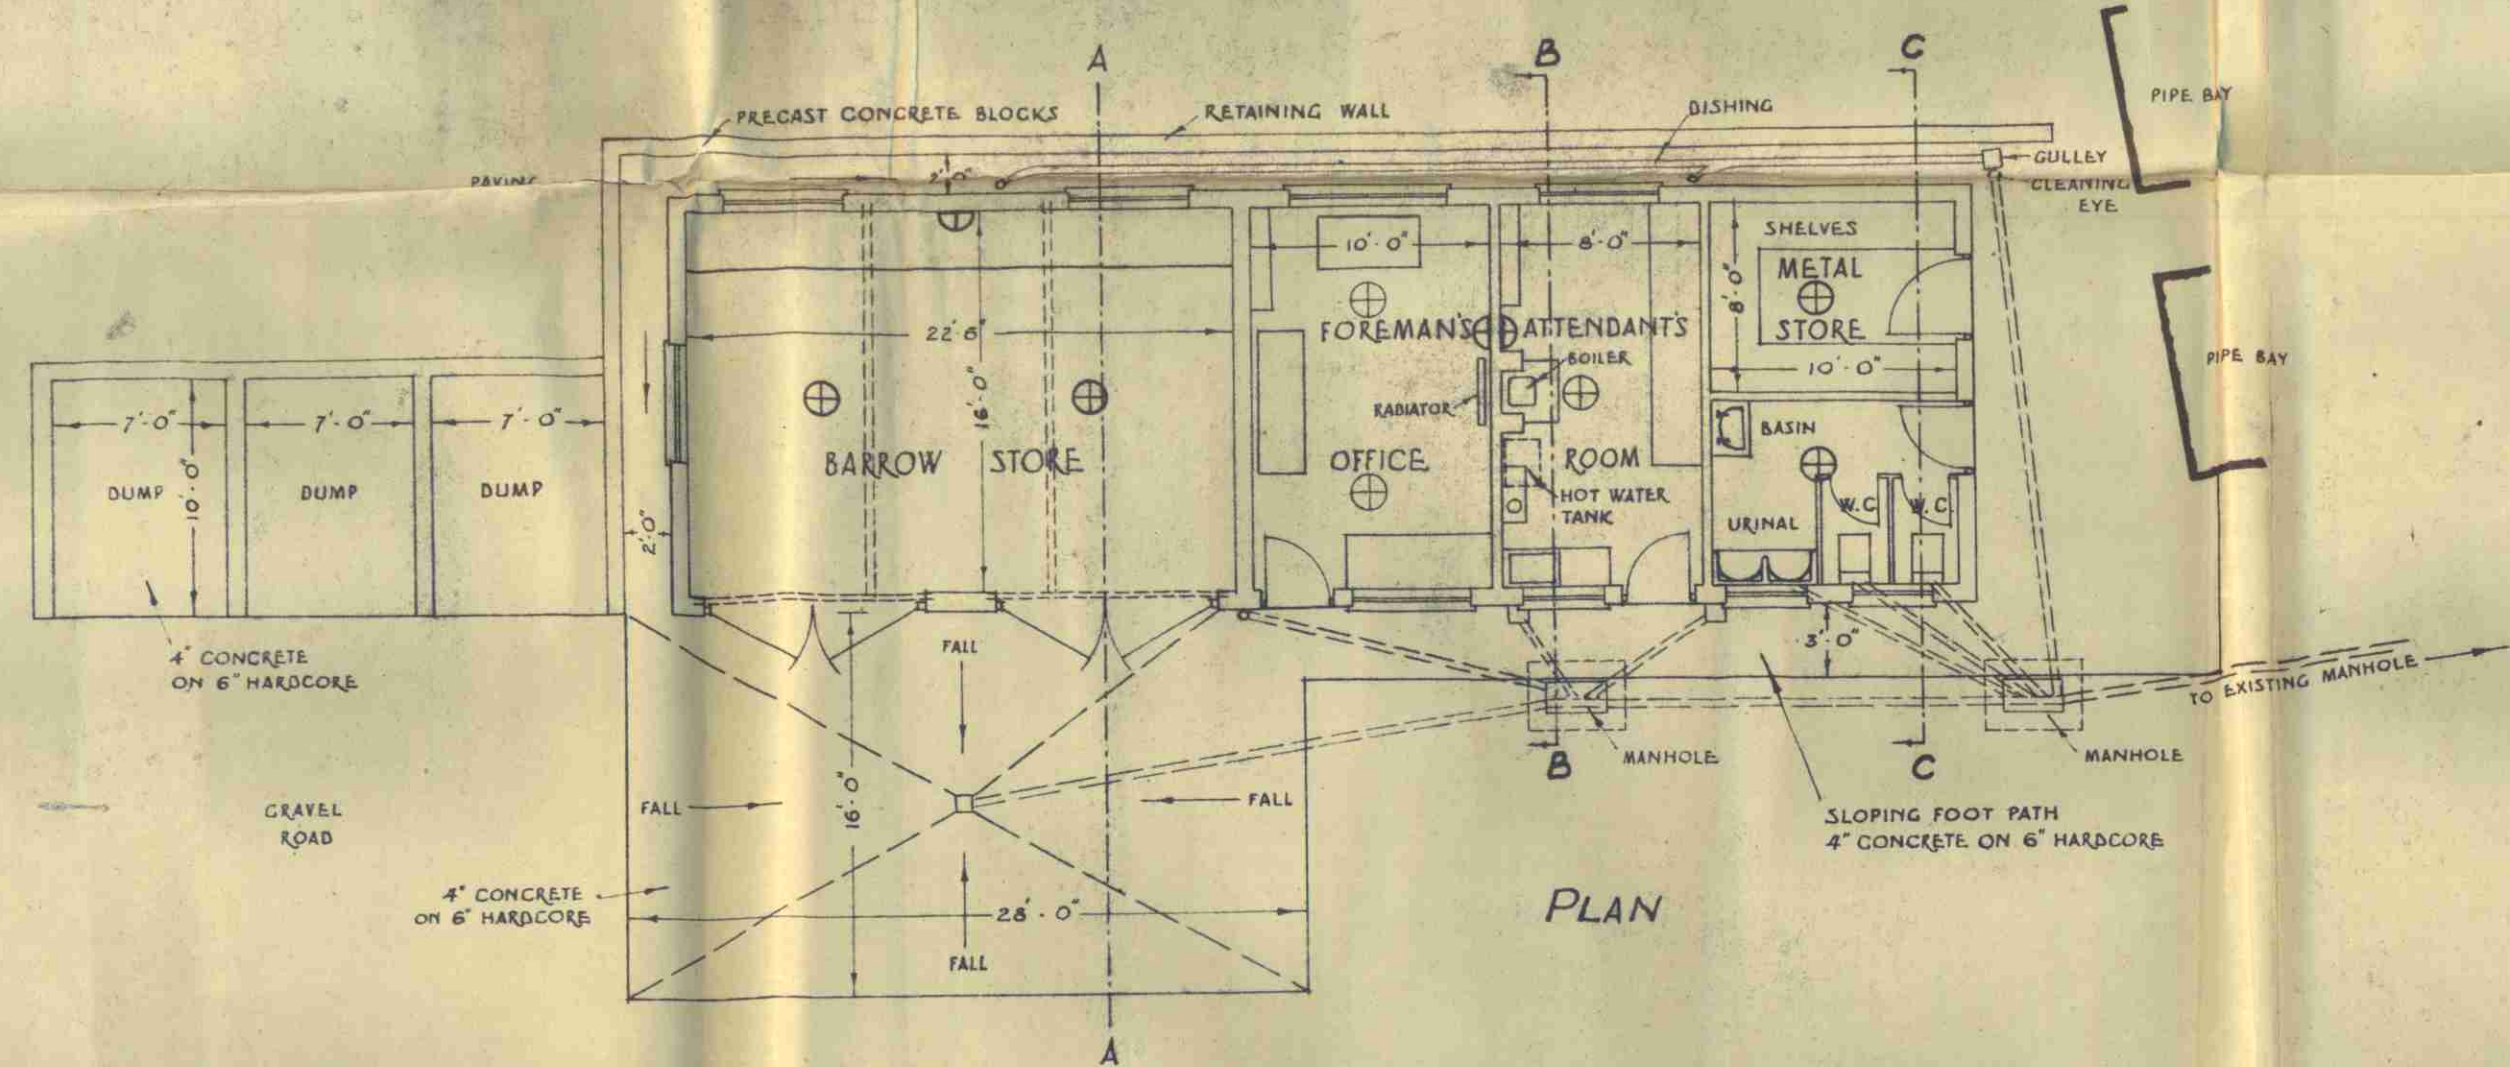 A
B
C
PIPE BAY
PRECAST CONCRETE BLOCKS
RETAINING WALL
DISHING
GULLEY
CLEANING
EYE
PAVING
2'-0"
10'-0"
8'-0"
SHELVES
METAL
STORE
8'-0"
10'-0"
22'-6"
16'-0"
BARROW STORE
FOREMAN'S
OFFICE
RADIATOR
ATTENDANT'S
ROOM
BOILER
HOT WATER
TANK
BASIN
URINAL
W.C.
W.C.
PIPE BAY
7'-0"
7'-0"
7'-0"
10'-0"
DUMP
DUMP
DUMP
2'-0"
4" CONCRETE
ON 6" HARDCORE
FALL
3'-0"
TO EXISTING MANHOLE
MANHOLE
MANHOLE
B
C
SLOPING FOOT PATH
4" CONCRETE ON 6" HARDCORE
GRAVEL
ROAD
FALL
16'-0"
FALL
4" CONCRETE
ON 6" HARDCORE
28'-0"
FALL
PLAN
A